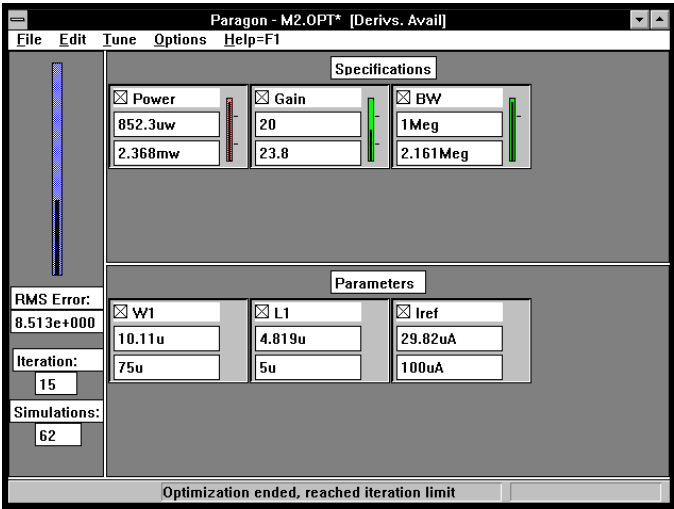 Paragon - M2.OPT* [Derivs. Avail]
File Edit Tune Options Help=F1
Specifications
Power Gain BW
852.3uw 20 1Meg
2.368mw 23.8 2.161Meg
Parameters
RMS Error:
8.513e+000
W1 L1 Iref
10.11u 4.819u 29.82uA
75u 5u 100uA
Iteration:
15
Simulations:
62
Optimization ended, reached iteration limit